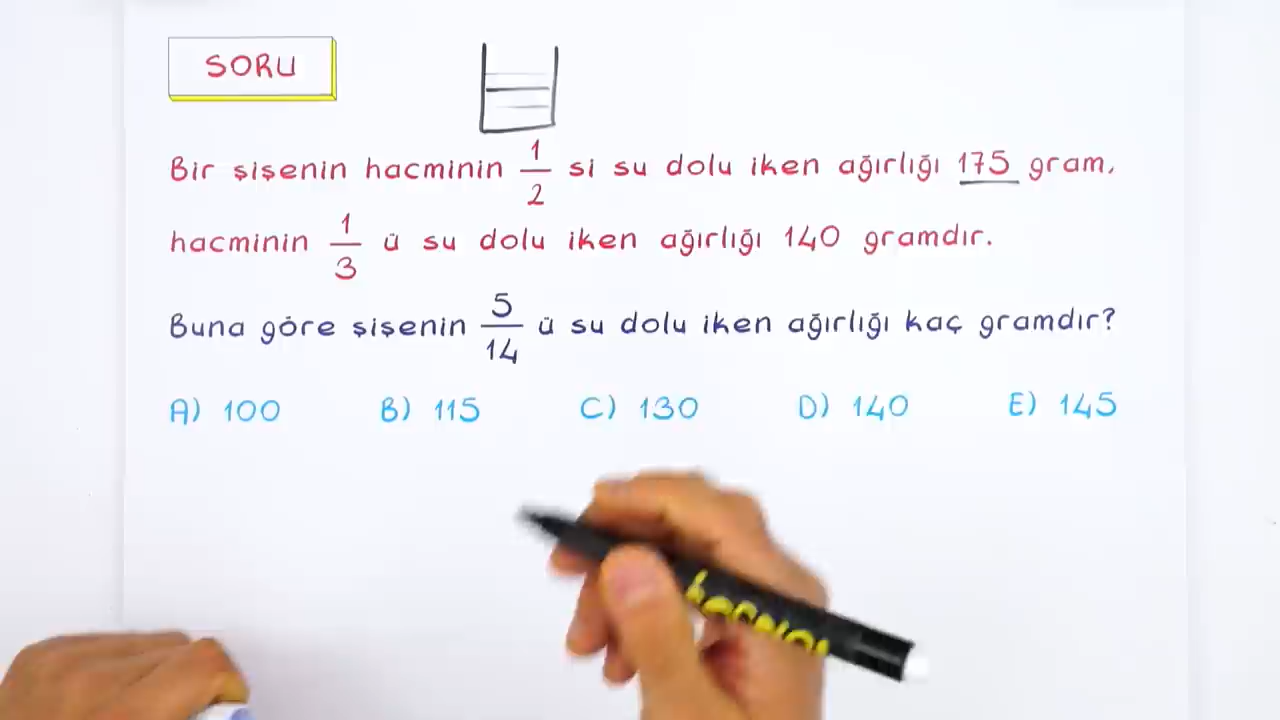 SORU
Bir şişenin hacminin 1/2 si su dolu iken ağırlığı 175 gram,
hacminin 1/3 ü su dolu iken ağırlığı 140 gramdır.
Buna göre şişenin 5/14 ü su dolu iken ağırlığı kaç gramdır?
A) 100 B) 115 C) 130 D) 140 E) 145